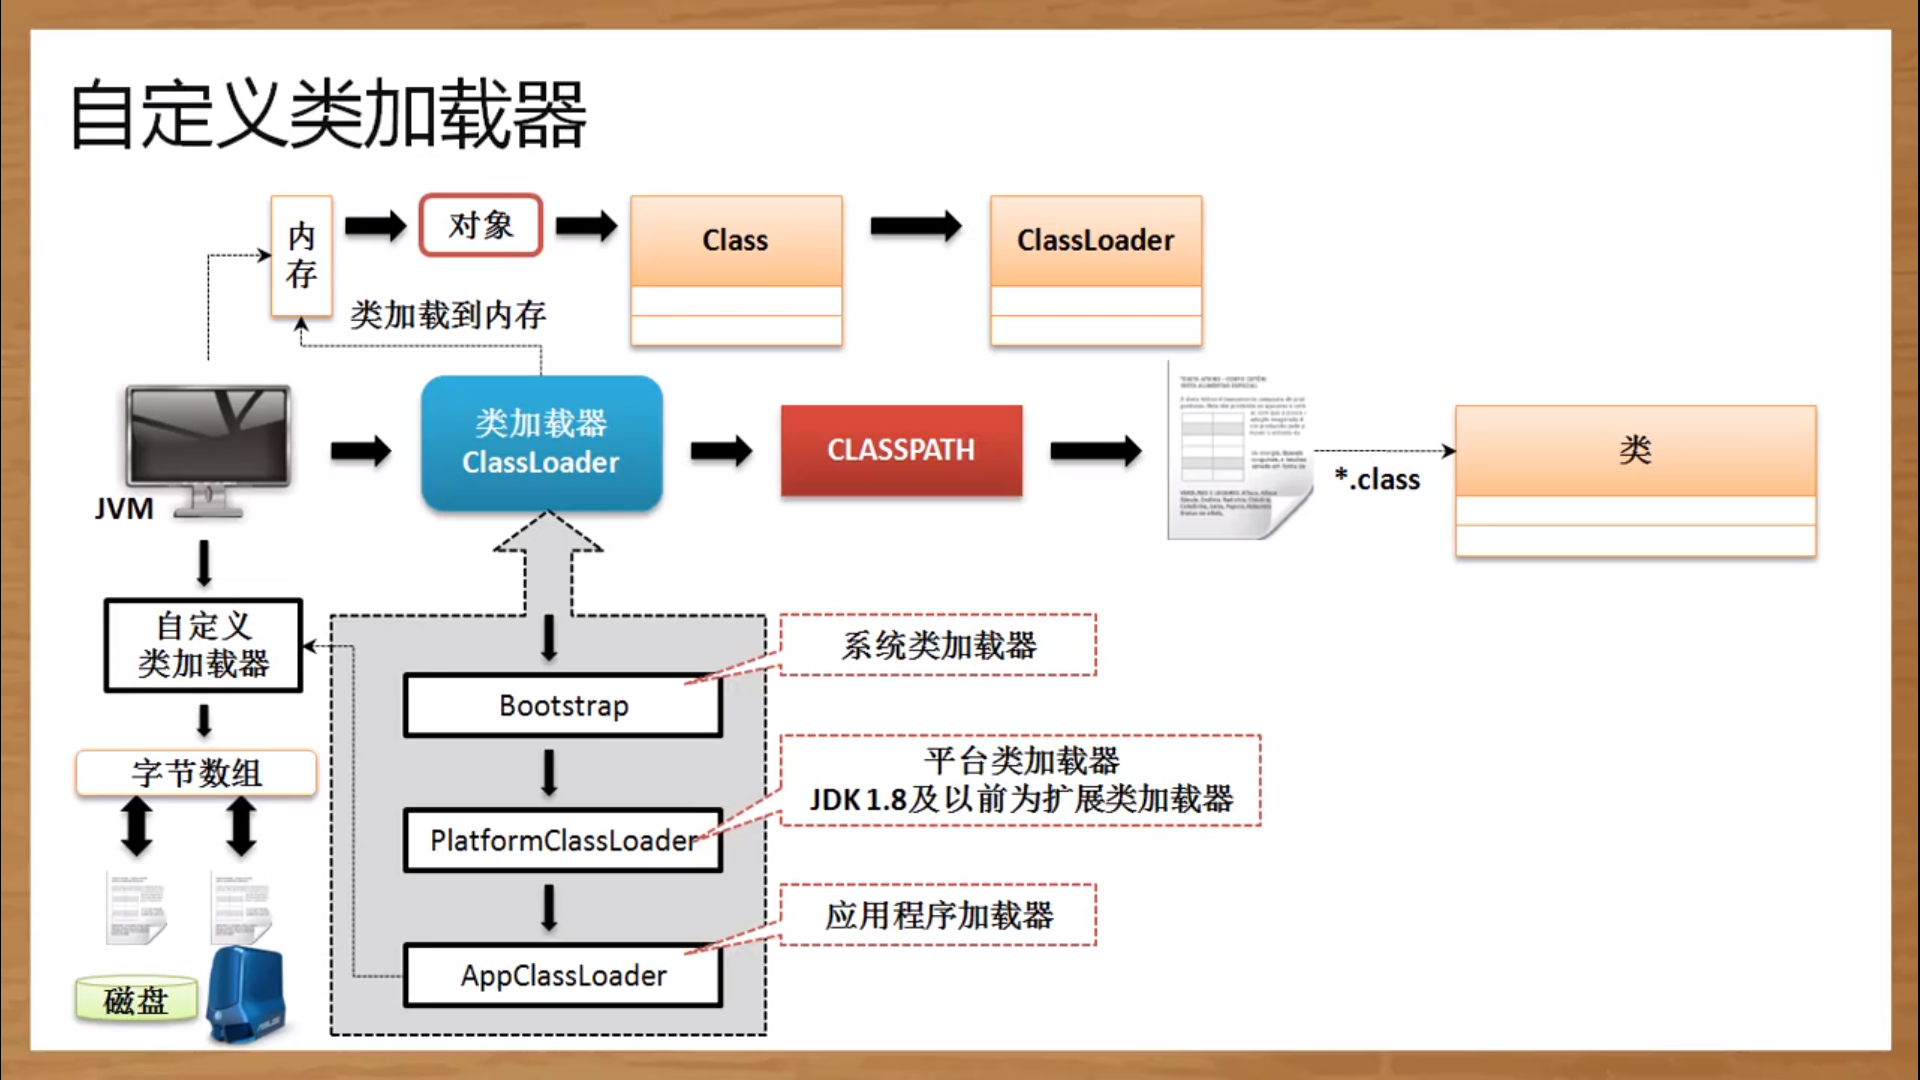 自定义类加载器
内
存
对象
Class
ClassLoader
类加载到内存
JVM
类加载器
ClassLoader
CLASSPATH
*.class
类
自定义
类加载器
字节数组
磁盘
Bootstrap
系统类加载器
PlatformClassLoader
平台类加载器
JDK 1.8及以前为扩展类加载器
AppClassLoader
应用程序加载器